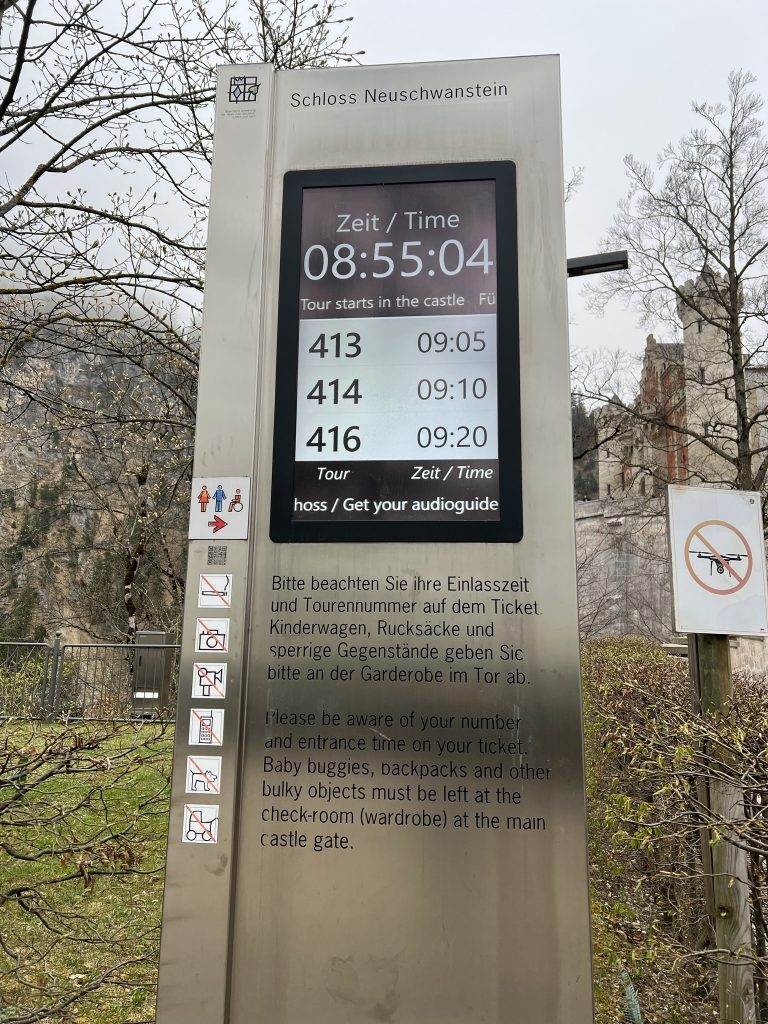 Schloss Neuschwanstein
Zeit / Time
08:55:04
Tour starts in the castle Fü
413 09:05
414 09:10
416 09:20
Tour Zeit / Time
hoss / Get your audioguide
Bitte beachten Sie ihre Einlasszeit
und Tourennummer auf dem Ticket.
Kinderwagen, Rucksäcke und
sperrige Gegenstände geben Sie
bitte an der Garderobe im Tor ab.
Please be aware of your number
and entrance time on your ticket.
Baby buggies, backpacks and other
bulky objects must be left at the
check-room (wardrobe) at the main
castle gate.